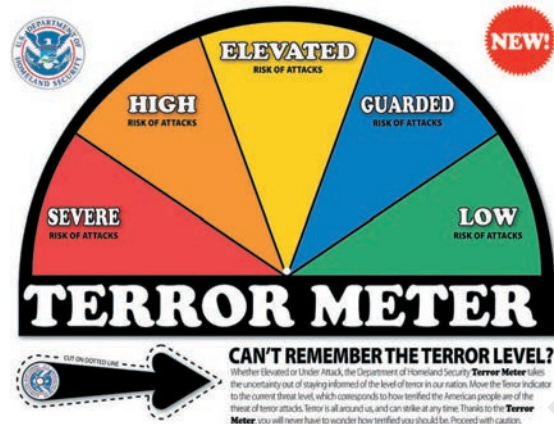 U.S. DEPARTMENT OF
HOMELAND SECURITY
NEW!
ELEVATED
RISK OF ATTACKS
HIGH
RISK OF ATTACKS
GUARDED
RISK OF ATTACKS
SEVERE
RISK OF ATTACKS
LOW
RISK OF ATTACKS
TERROR METER
CUT ON DOTTED LINE
CAN'T REMEMBER THE TERROR LEVEL?
Whether Elevated or Under Attack, the Department of Homeland Security Terror Meter takes
the uncertainty out of staying informed of the level of terror in our nation. Move the Terror Indicator
to the current threat level, which corresponds to how terrified the American people are of the
threat of terror attacks. Terror is all around us, and can strike at any time. Thanks to the Terror
Meter, you will never have to wonder how terrified you should be. Proceed with caution.